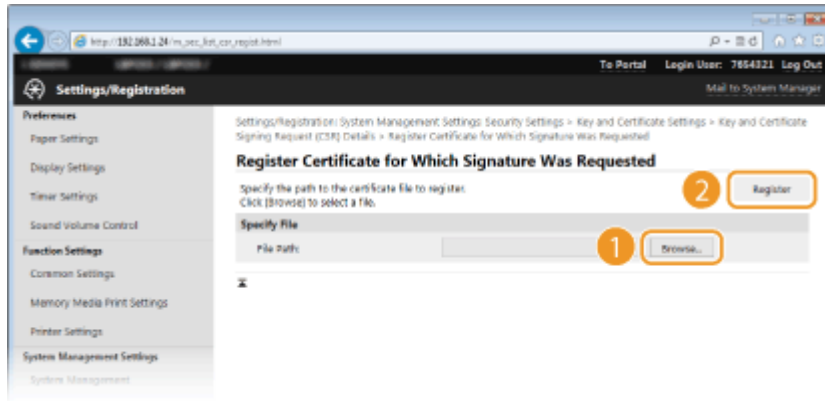 http://192.168.1.24/m_sec_list_csr_regist.html
To Portal Login User: 7654321 Log Out
Settings/Registration
Mail to System Manager
Preferences
Paper Settings
Display Settings
Timer Settings
Sound Volume Control
Function Settings
Common Settings
Memory Media Print Settings
Printer Settings
System Management Settings
System Management
Settings/Registration: System Management Settings: Security Settings > Key and Certificate Settings > Key and Certificate
Signing Request (CSR) Details > Register Certificate for Which Signature Was Requested
Register Certificate for Which Signature Was Requested
Specify the path to the certificate file to register.
Click [Browse] to select a file.
2
Register
Specify File
File Path:
1
Browse...